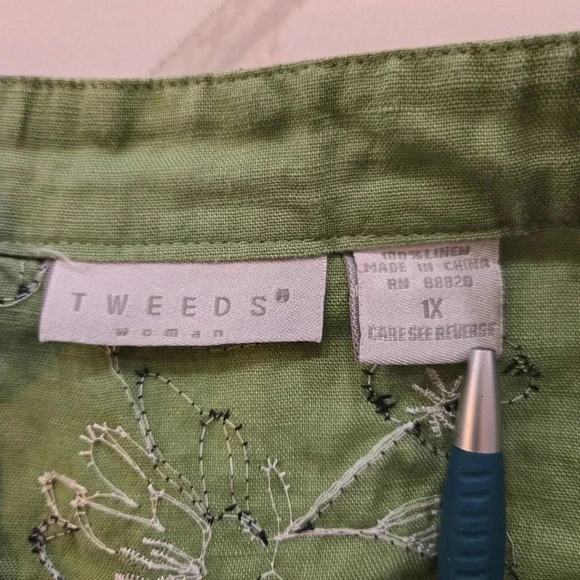 TWEEDS®
woman
100% LINEN
MADE IN CHINA
RN 88820
1X
CARE SEE REVERSE